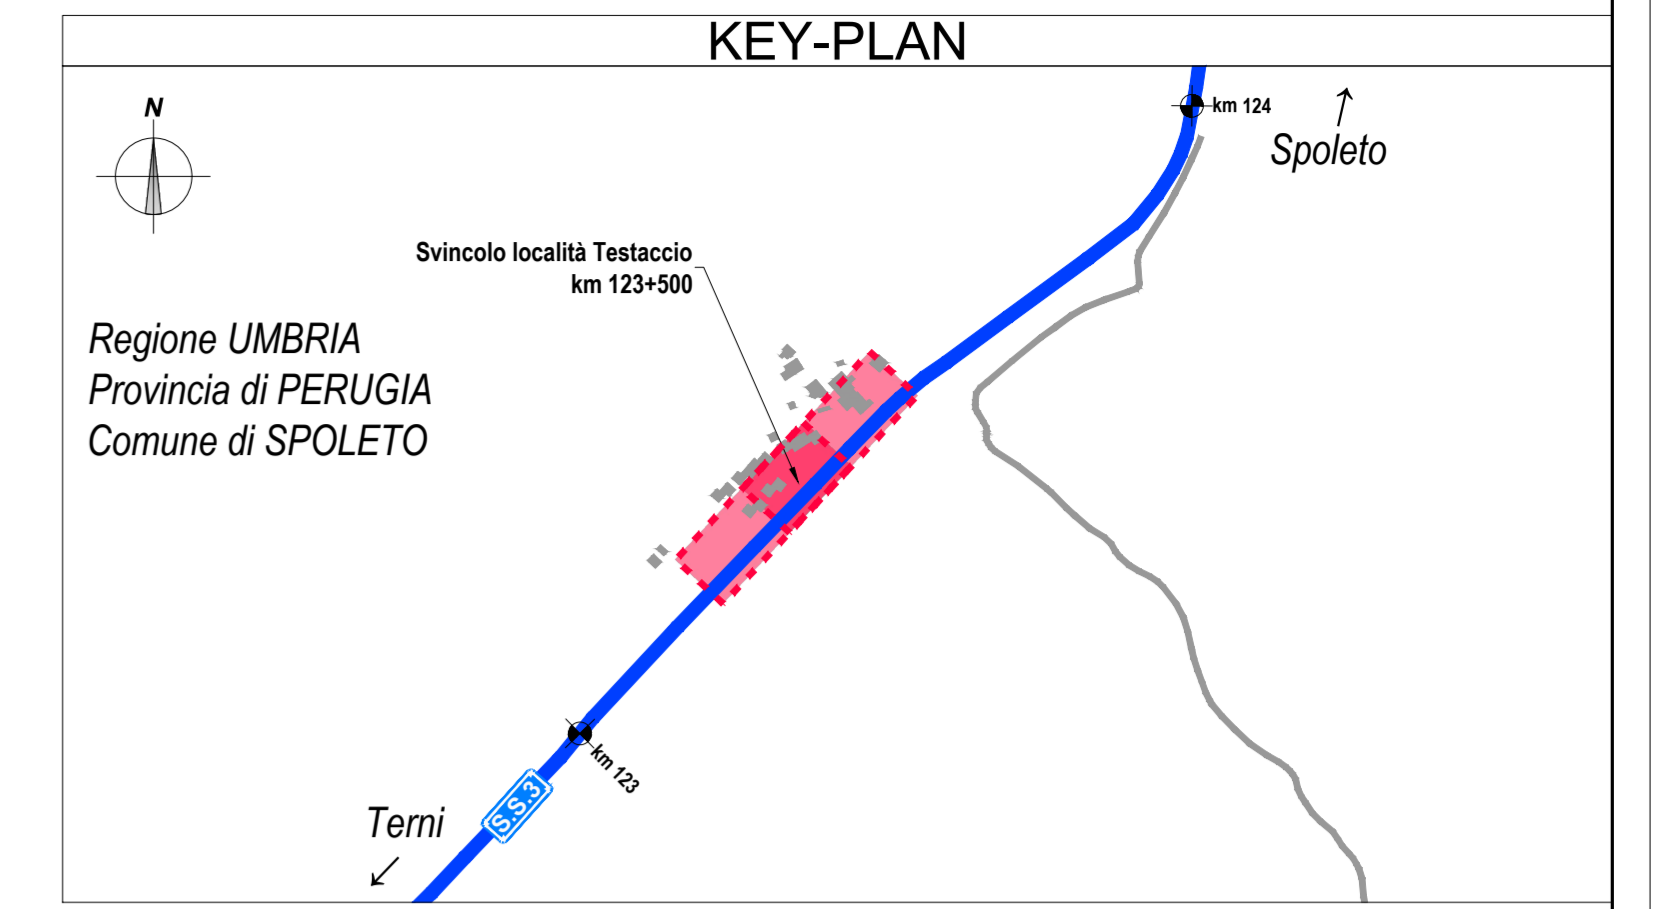 KEY-PLAN
N
km 124
Spoleto
Svincolo località Testaccio
km 123+500
Regione UMBRIA
Provincia di PERUGIA
Comune di SPOLETO
km 123
S.S.3
Terni